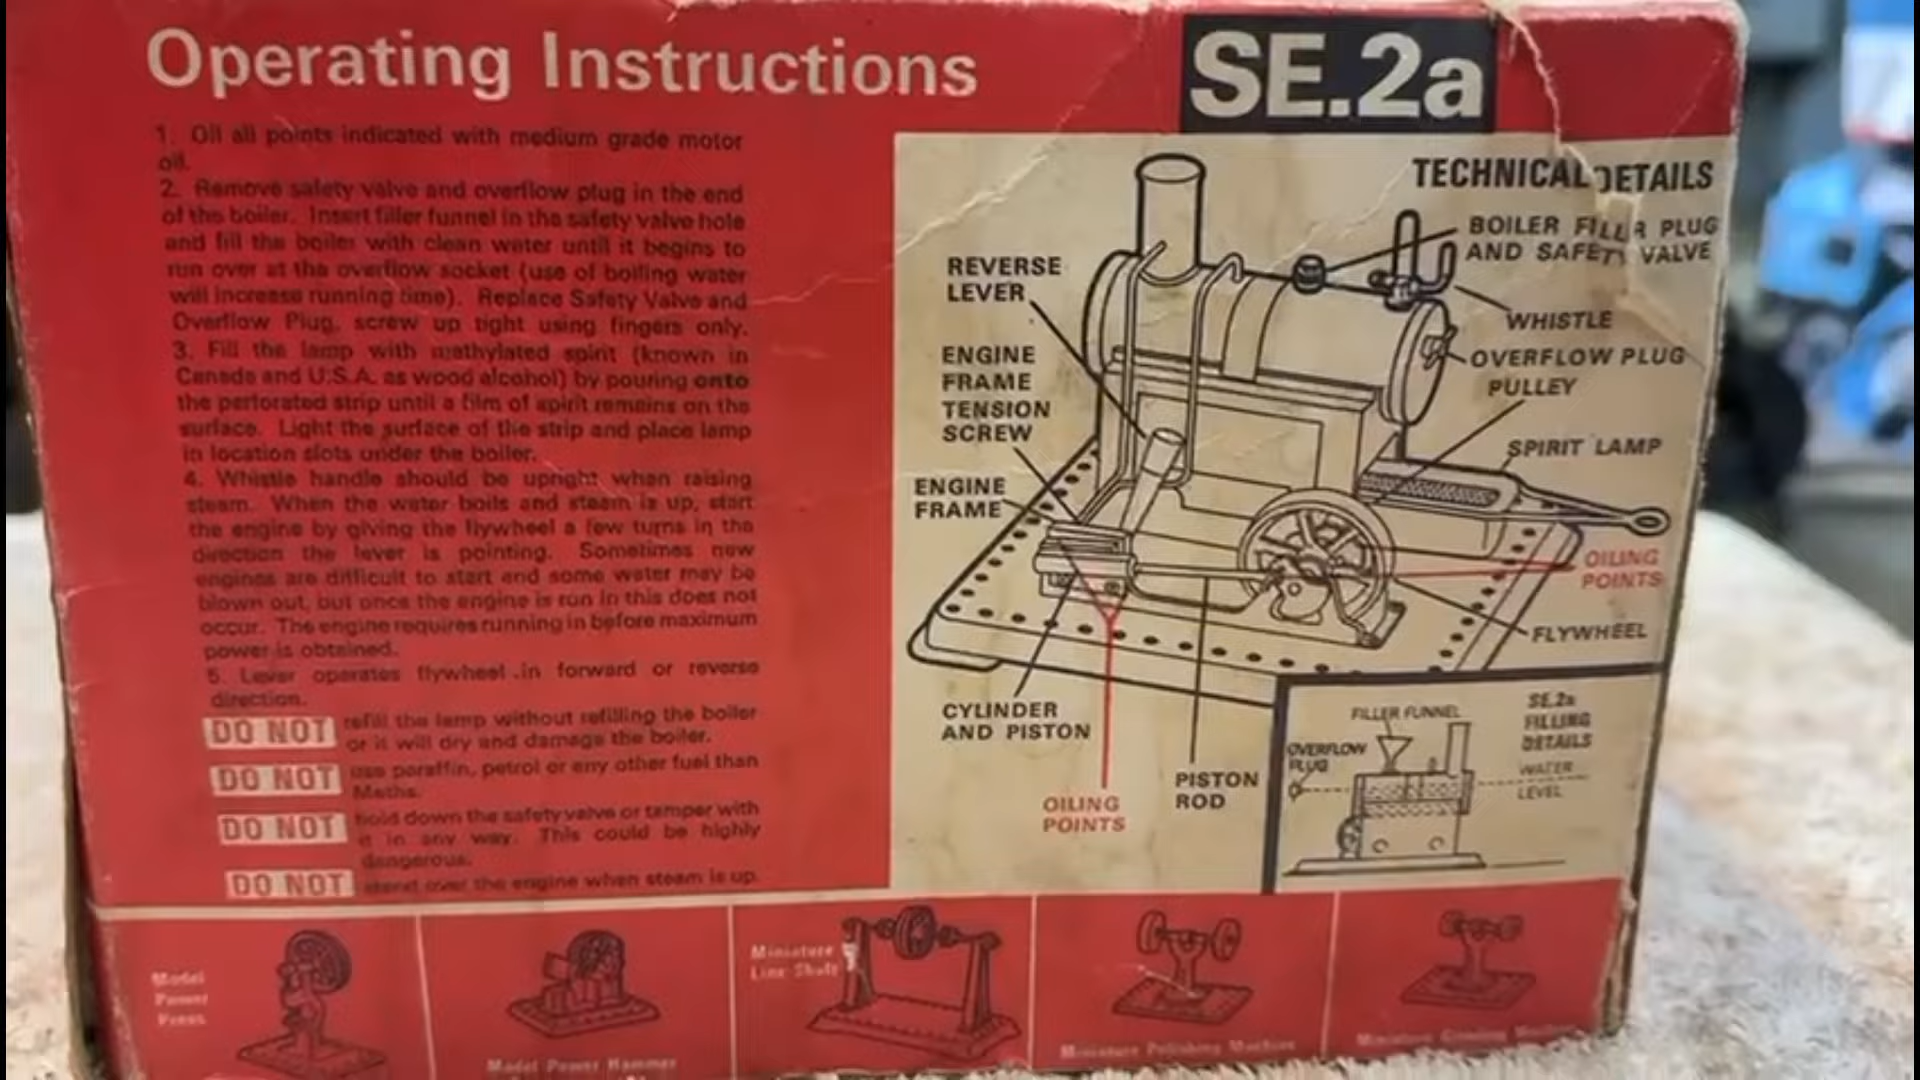 Operating Instructions
SE.2a
1. Oil all points indicated with medium grade motor
oil.
2. Remove safety valve and overflow plug in the end
of the boiler. Insert filler funnel in the safety valve hole
and fill the boiler with clean water until it begins to
run over at the overflow socket (use of boiling water
will increase running time). Replace Safety Valve and
Overflow Plug, screw up tight using fingers only.
3. Fill the lamp with methylated spirit (known in
Canada and U.S.A. as wood alcohol) by pouring onto
the perforated strip until a film of spirit remains on the
surface. Light the surface of the strip and place lamp
in location slots under the boiler.
4. Whistle handle should be upright when raising
steam. When the water boils and steam is up, start
the engine by giving the flywheel a few turns in the
direction the lever is pointing. Sometimes new
engines are difficult to start and some water may be
blown out, but once the engine is run in this does not
occur. The engine requires running in before maximum
power is obtained.
5. Lever operates flywheel in forward or reverse
direction.
DO NOT refill the lamp without refilling the boiler
or it will dry and damage the boiler.
DO NOT use paraffin, petrol or any other fuel than
Meths.
DO NOT hold down the safety valve or tamper with
it in any way. This could be highly
dangerous.
DO NOT stand over the engine when steam is up.
TECHNICAL DETAILS
BOILER FILLER PLUG
AND SAFETY VALVE
REVERSE
LEVER
WHISTLE
ENGINE
FRAME
TENSION
SCREW
OVERFLOW PLUG
PULLEY
SPIRIT LAMP
ENGINE
FRAME
OILING
POINTS
FLYWHEEL
CYLINDER
AND PISTON
PISTON
ROD
OILING
POINTS
SE.2a
FILLING
DETAILS
FILLER FUNNEL
OVERFLOW
PLUG
WATER
LEVEL
Model
Power
Press
Model Power Hammer
Miniature
Line Shaft
Miniature Polishing Machine
Miniature Grinding